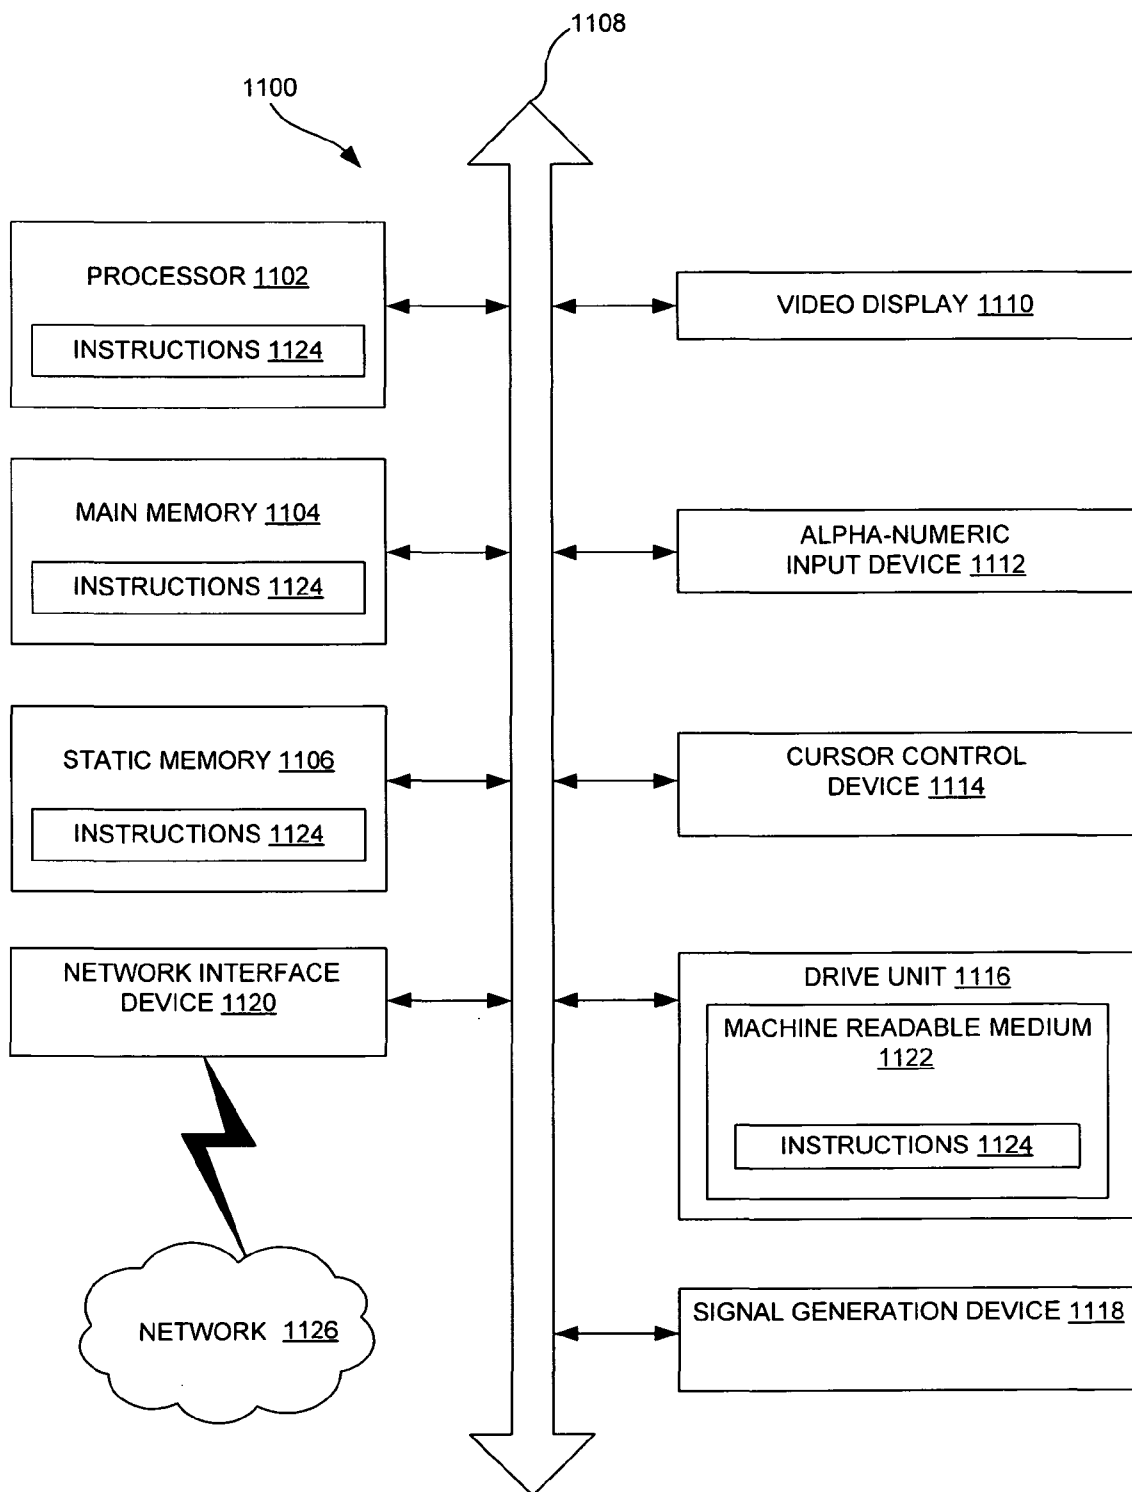 1108
1100
PROCESSOR 1102
INSTRUCTIONS 1124
MAIN MEMORY 1104
INSTRUCTIONS 1124
STATIC MEMORY 1106
INSTRUCTIONS 1124
NETWORK INTERFACE
DEVICE 1120
NETWORK 1126
VIDEO DISPLAY 1110
ALPHA-NUMERIC
INPUT DEVICE 1112
CURSOR CONTROL
DEVICE 1114
DRIVE UNIT 1116
MACHINE READABLE MEDIUM
1122
INSTRUCTIONS 1124
SIGNAL GENERATION DEVICE 1118